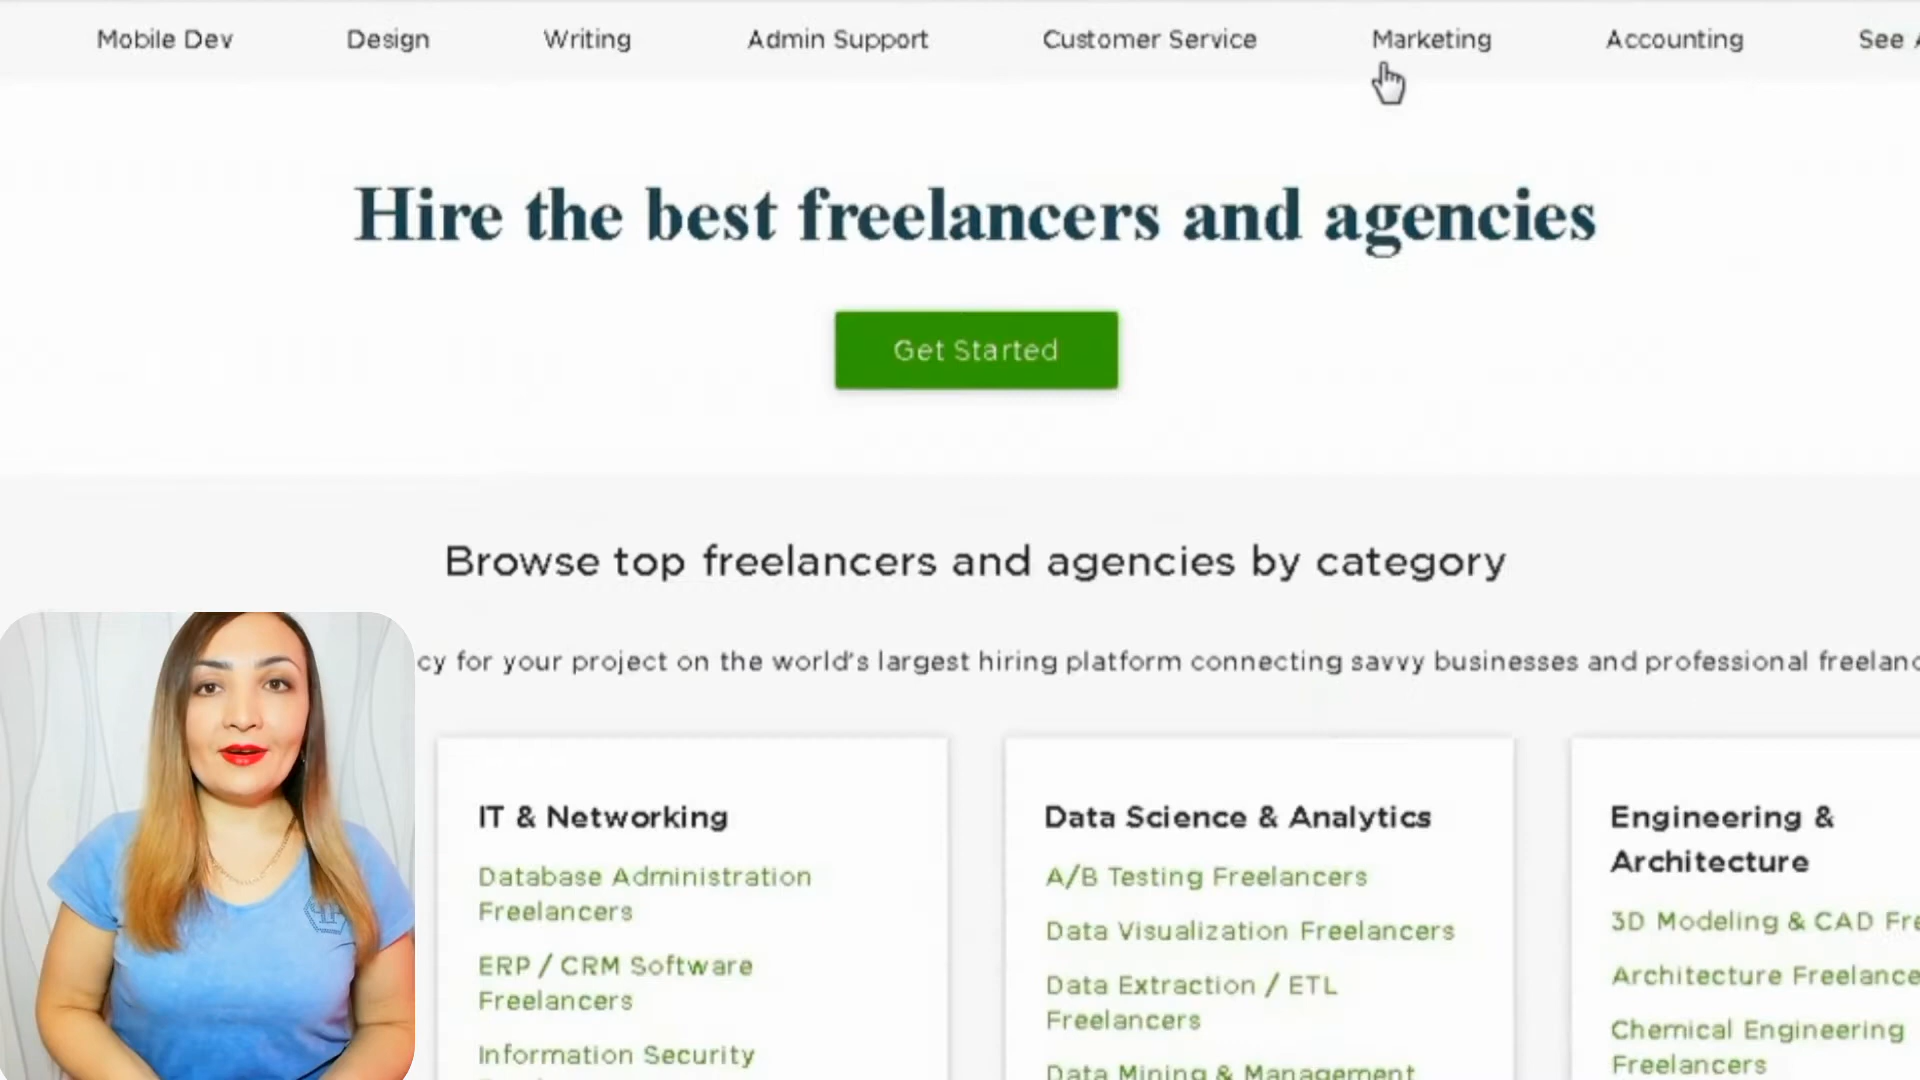 Mobile Dev Design Writing Admin Support Customer Service Marketing Accounting See
Hire the best freelancers and agencies
Get Started
Browse top freelancers and agencies by category
cy for your project on the world's largest hiring platform connecting savvy businesses and professional freelanc
IT & Networking
Database Administration
Freelancers
ERP / CRM Software
Freelancers
Information Security
Data Science & Analytics
A/B Testing Freelancers
Data Visualization Freelancers
Data Extraction / ETL
Freelancers
Data Mining & Management
Engineering &
Architecture
3D Modeling & CAD Fre
Architecture Freelance
Chemical Engineering
Freelancers